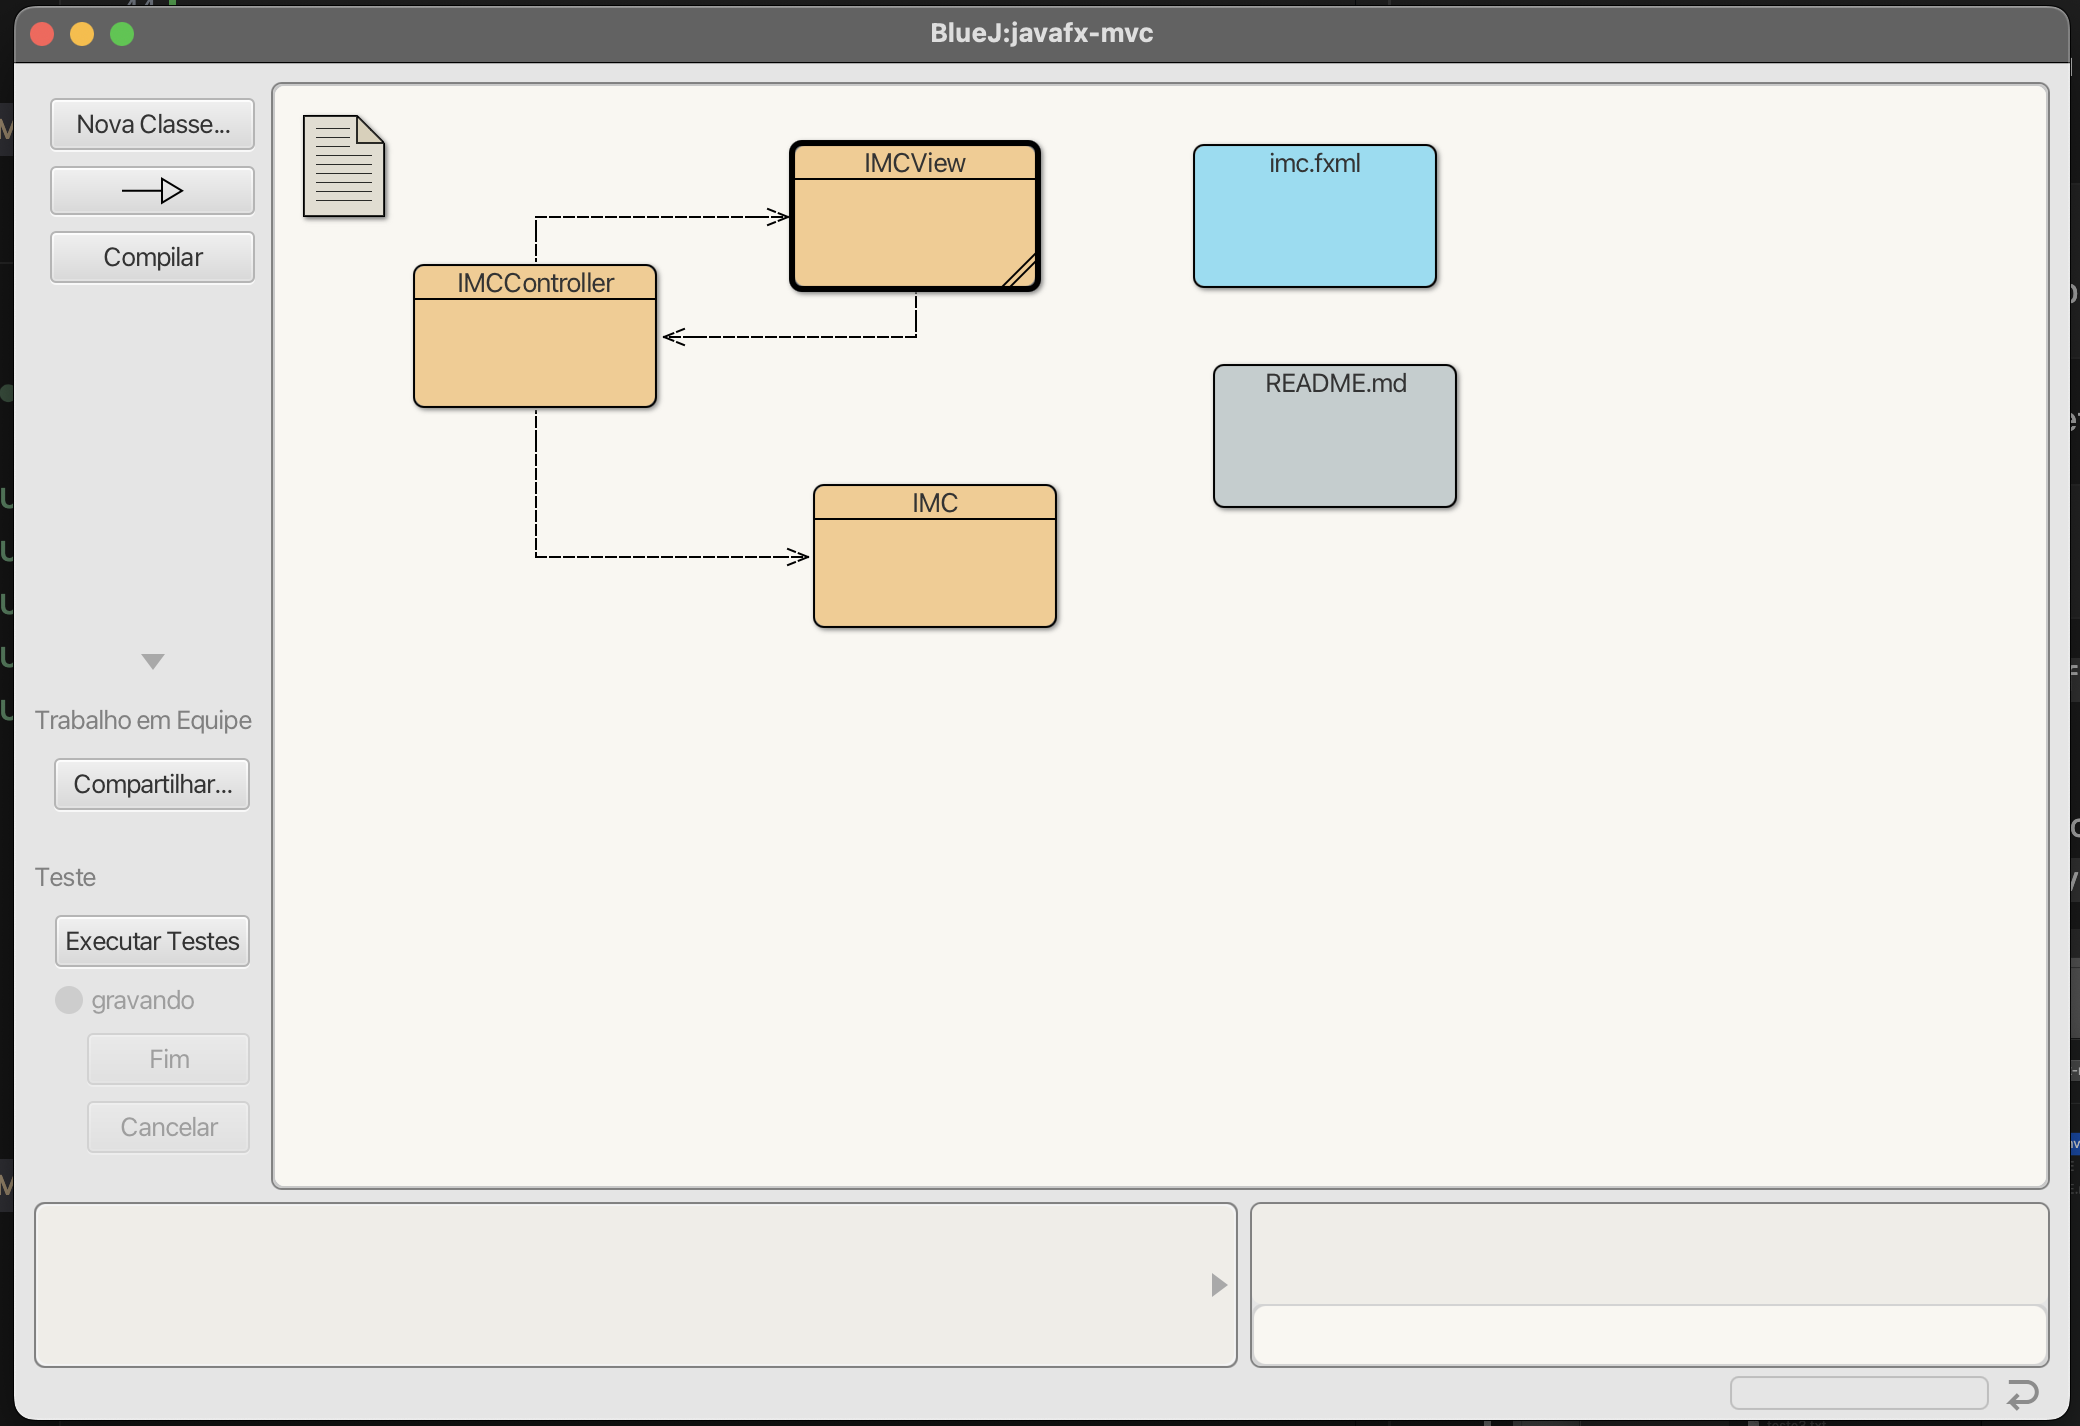 BlueJ:javafx-mvc
Nova Classe...
Compilar
IMCView
imc.fxml
IMCController
README.md
IMC
Trabalho em Equipe
Compartilhar...
Teste
Executar Testes
gravando
Fim
Cancelar